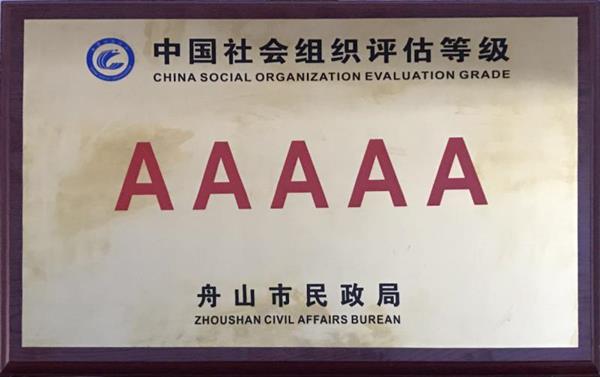 中国社会组织评估等级
CHINA SOCIAL ORGANIZATION EVALUATION GRADE
AAAAA
舟山市民政局
ZHOUSHAN CIVIL AFFAIRS BUREAN